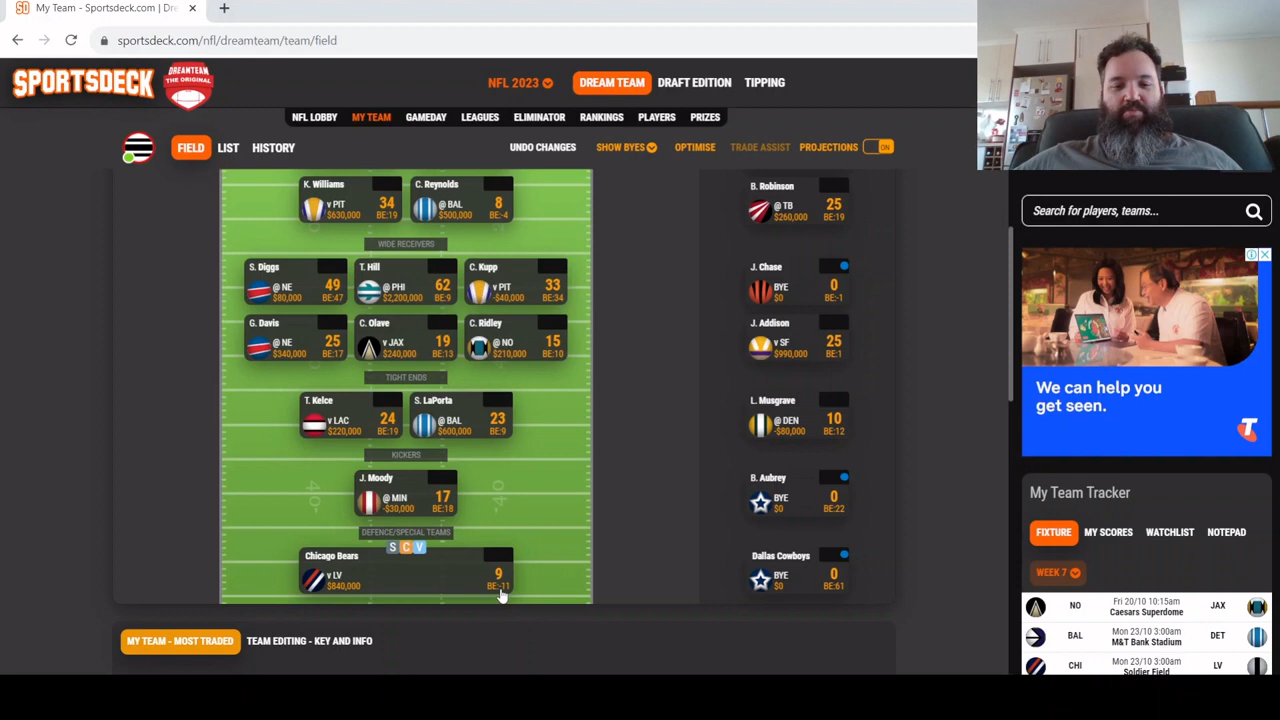 My Team - Sportsdeck.com | Dre
sportsdeck.com/nfl/dreamteam/team/field
SPORTSDECK
DREAMTEAM
THE ORIGINAL
NFL 2023
DREAM TEAM
DRAFT EDITION
TIPPING
NFL LOBBY
MY TEAM
GAMEDAY
LEAGUES
ELIMINATOR
RANKINGS
PLAYERS
PRIZES
FIELD
LIST
HISTORY
UNDO CHANGES
SHOW BYES
OPTIMISE
TRADE ASSIST
PROJECTIONS
ON
K. Williams
v PIT
$630,000
34
BE:19
C. Reynolds
@ BAL
$500,000
8
BE:-4
WIDE RECEIVERS
S. Diggs
@ NE
$80,000
49
BE:47
T. Hill
@ PHI
$2,200,000
62
BE:9
C. Kupp
v PIT
-$40,000
33
BE:34
G. Davis
@ NE
$340,000
25
BE:17
C. Olave
v JAX
$240,000
19
BE:13
C. Ridley
@ NO
$210,000
15
BE:10
TIGHT ENDS
T. Kelce
v LAC
$220,000
24
BE:19
S. LaPorta
@ BAL
$600,000
23
BE:9
KICKERS
J. Moody
@ MIN
-$30,000
17
BE:18
DEFENCE/SPECIAL TEAMS
S C V
Chicago Bears
v LV
$840,000
9
BE:-11
B. Robinson
@ TB
$260,000
25
BE:19
J. Chase
BYE
$0
0
BE:-1
J. Addison
v SF
$990,000
25
BE:1
L. Musgrave
@ DEN
-$80,000
10
BE:12
B. Aubrey
BYE
$0
0
BE:22
Dallas Cowboys
BYE
$0
0
BE:61
MY TEAM - MOST TRADED
TEAM EDITING - KEY AND INFO
Search for players, teams...
We can help you
get seen.
My Team Tracker
FIXTURE
MY SCORES
WATCHLIST
NOTEPAD
WEEK 7
NO
Fri 20/10 10:15am
Caesars Superdome
JAX
BAL
Mon 23/10 3:00am
M&T Bank Stadium
DET
CHI
Mon 23/10 3:00am
Soldier Field
LV